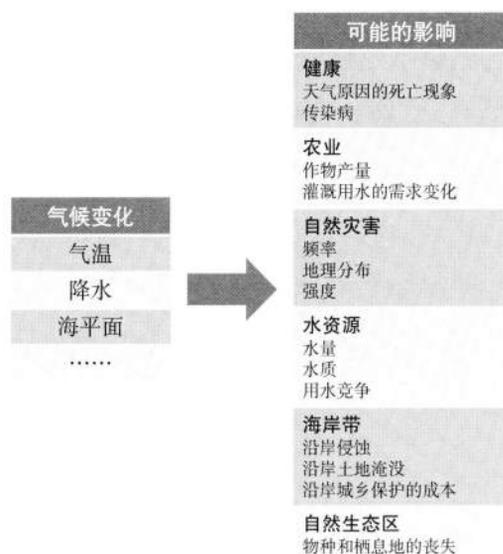 气候变化
气温
降水
海平面
……
可能的影响
健康
天气原因的死亡现象
传染病
农业
作物产量
灌溉用水的需求变化
自然灾害
频率
地理分布
强度
水资源
水量
水质
用水竞争
海岸带
沿岸侵蚀
沿岸土地淹没
沿岸城乡保护的成本
自然生态区
物种和栖息地的丧失